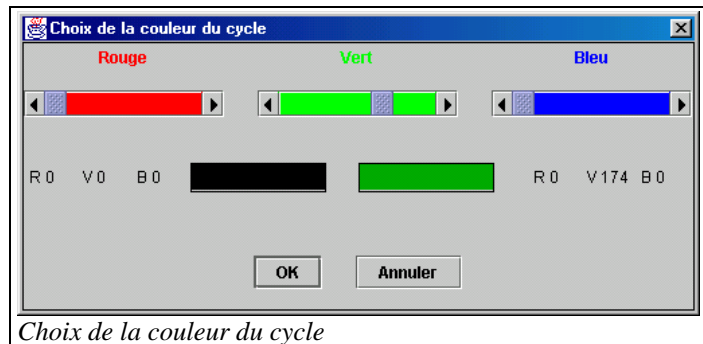 Choix de la couleur du cycle
Rouge Vert Bleu
R 0 V 0 B 0 R 0 V 174 B 0
OK Annuler
Choix de la couleur du cycle